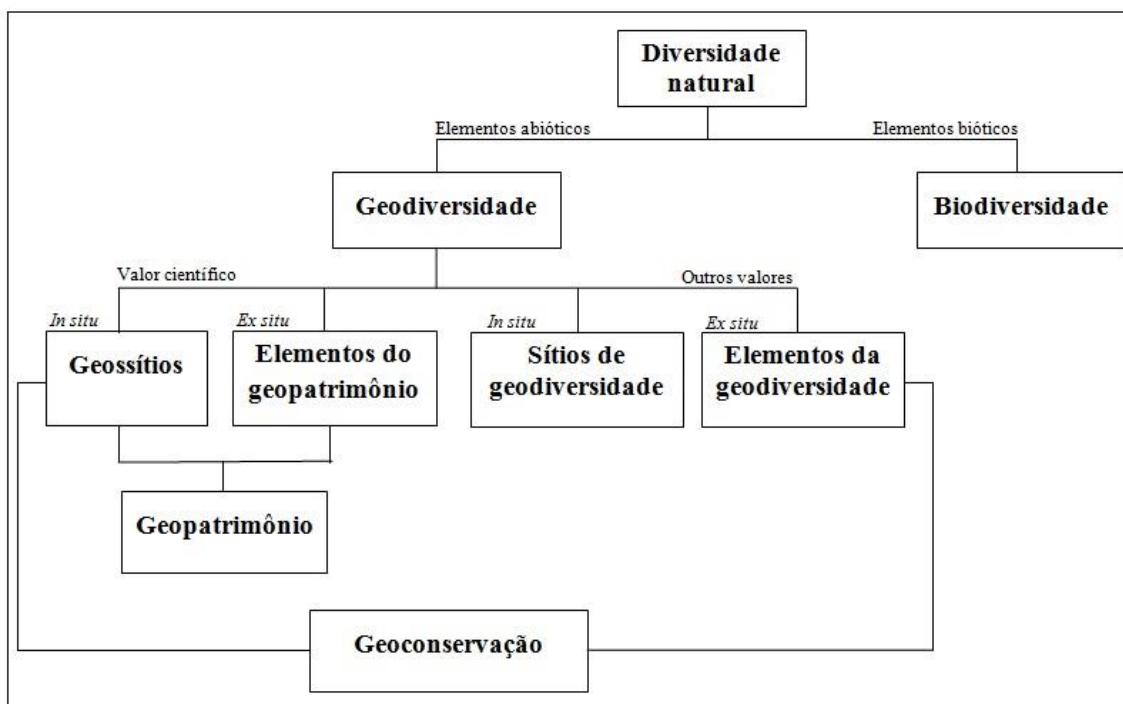 Diversidade
natural
Elementos abióticos
Elementos bióticos
Geodiversidade
Biodiversidade
Valor científico
Outros valores
In situ
Ex situ
In situ
Ex situ
Geossítios
Elementos do
geopatrimônio
Sítios de
geodiversidade
Elementos da
geodiversidade
Geopatrimônio
Geoconservação